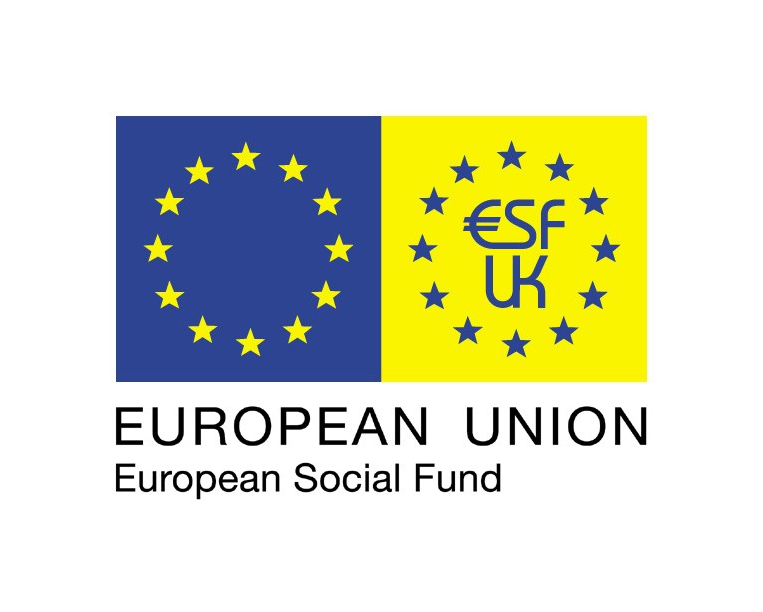 €SF
UK
EUROPEAN UNION
European Social Fund